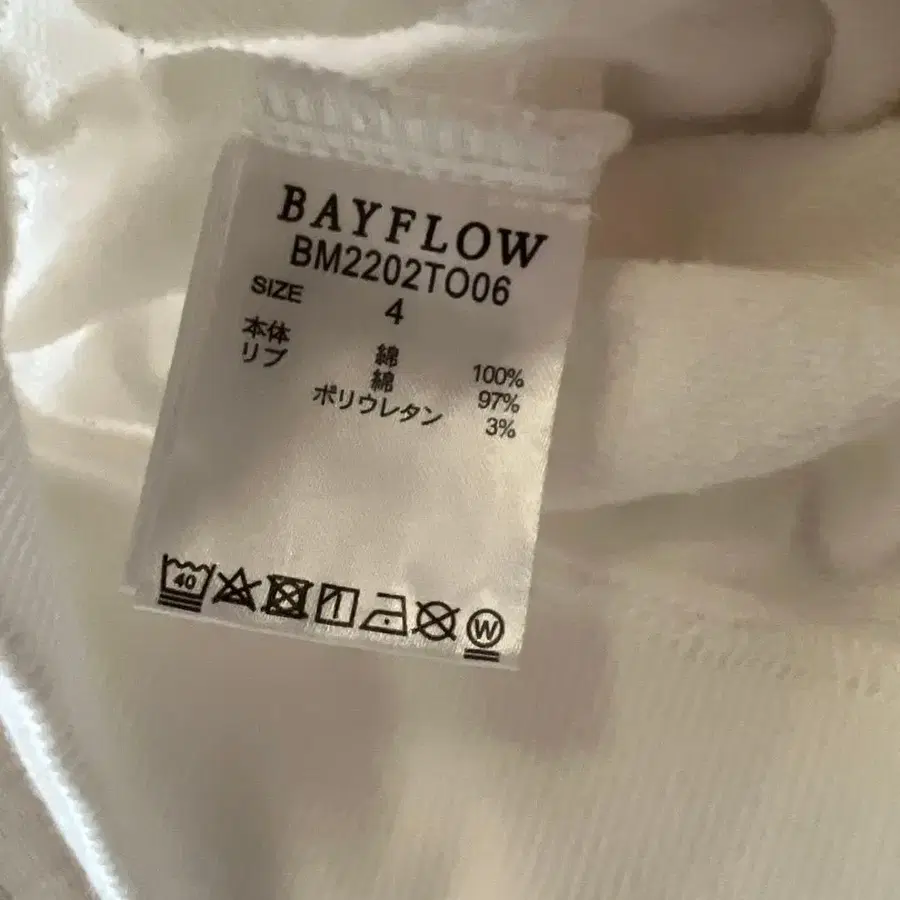 BAYFLOW
BM2202TO06
SIZE 4
本体 綿 100%
リブ 綿 97%
ポリウレタン 3%
40
W